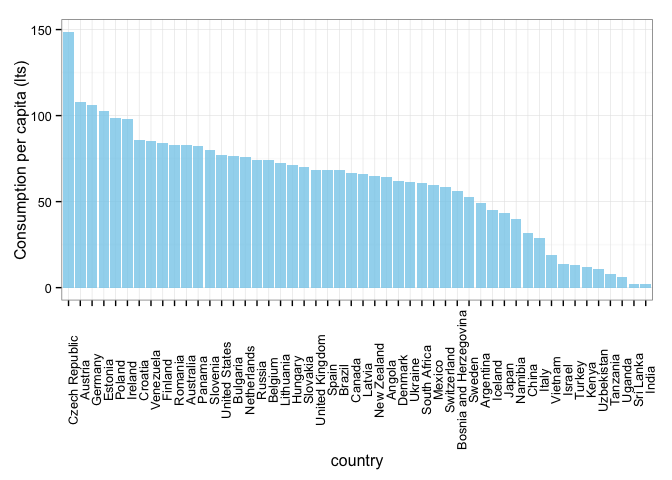 Consumption per capita (lts)
150
100
50
0
Czech Republic
Austria
Germany
Estonia
Poland
Ireland
Croatia
Venezuela
Finland
Romania
Australia
Panama
Slovenia
United States
Bulgaria
Netherlands
Russia
Belgium
Lithuania
Hungary
Slovakia
United Kingdom
Spain
Brazil
Canada
Latvia
New Zealand
Angola
Denmark
Ukraine
South Africa
Mexico
Switzerland
Bosnia and Herzegovina
Sweden
Argentina
Iceland
Japan
Namibia
China
Italy
Vietnam
Israel
Turkey
Kenya
Uzbekistan
Tanzania
Uganda
Sri Lanka
India
country